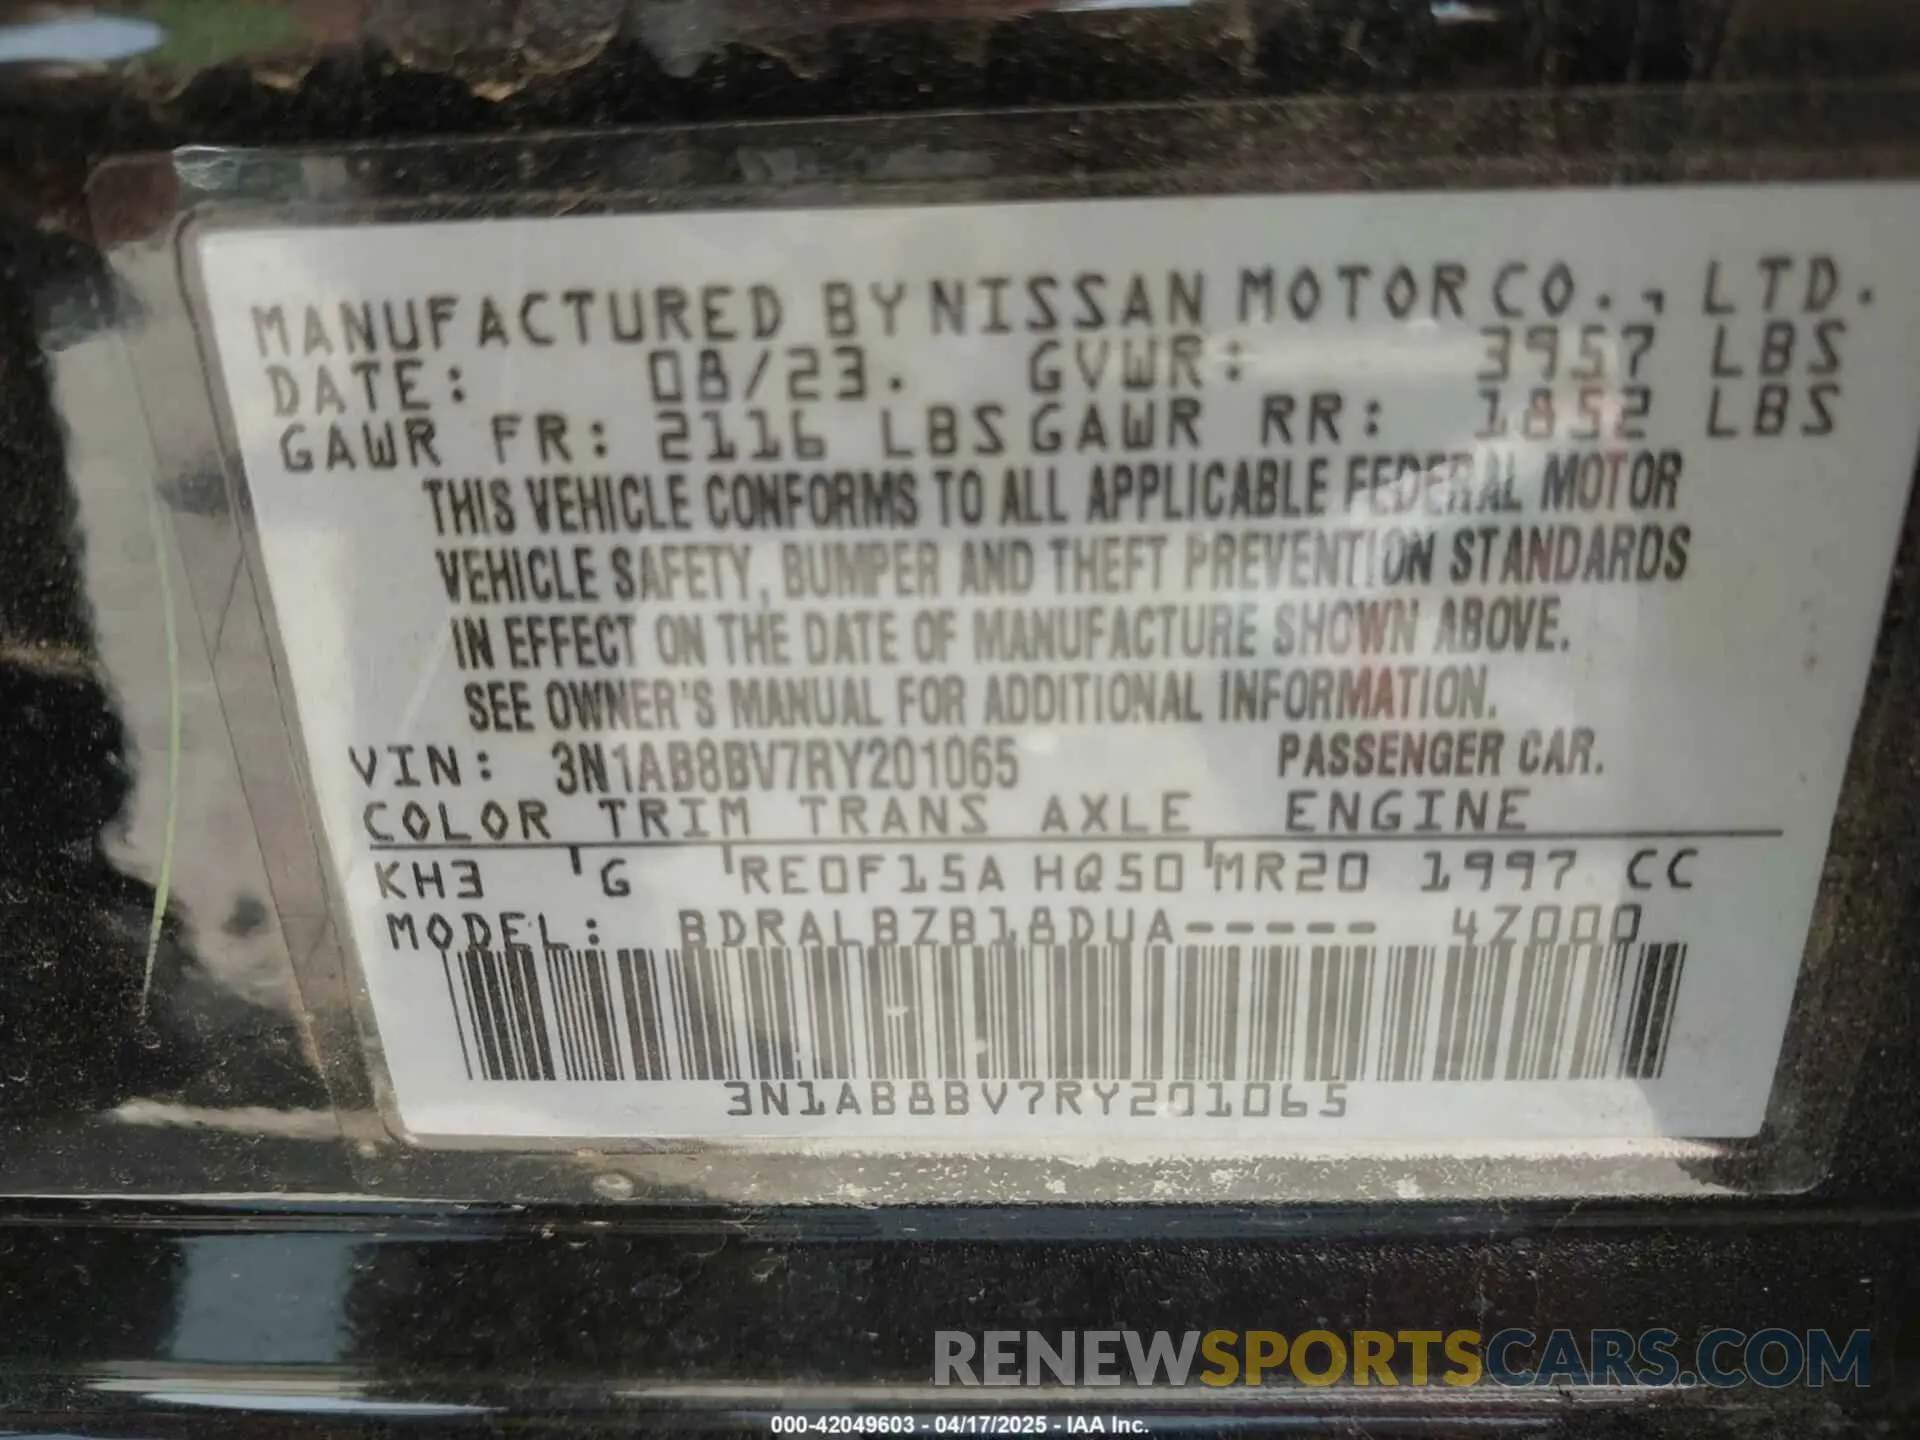 MANUFACTURED BY NISSAN MOTOR CO., LTD.
DATE: 08/23. GVWR: 3957 LBS
GAWR FR: 2116 LBS GAWR RR: 1852 LBS
THIS VEHICLE CONFORMS TO ALL APPLICABLE FEDERAL MOTOR
VEHICLE SAFETY, BUMPER AND THEFT PREVENTION STANDARDS
IN EFFECT ON THE DATE OF MANUFACTURE SHOWN ABOVE.
SEE OWNER'S MANUAL FOR ADDITIONAL INFORMATION.
VIN: 3N1AB8BV7RY201065 PASSENGER CAR.
COLOR TRIM TRANS AXLE ENGINE
KH3 G RE0F15A HQ50 MR20 1997 CC
MODEL: BDRALBZB18DUA----- 4Z000
3N1AB8BV7RY201065
RENEWSPORTSCARS.COM
000-42049603 - 04/17/2025 - IAA Inc.